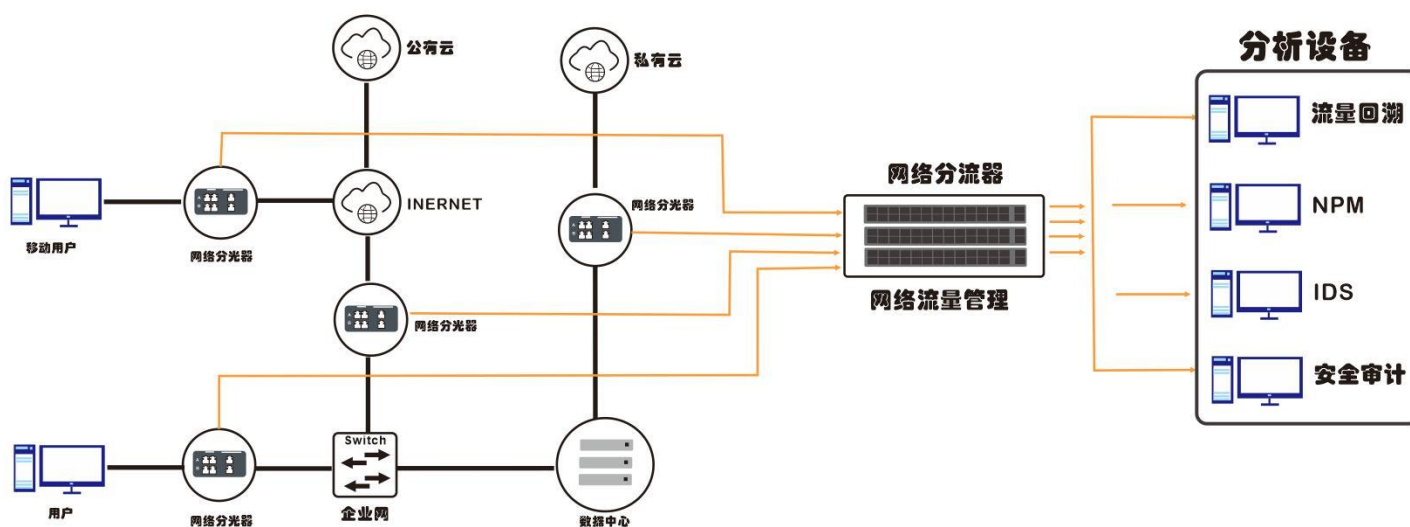 公有云
私有云
分析设备
流量回溯
网络分流器
INERNET
网络分光器
NPM
移动用户
网络分光器
网络流量管理
IDS
网络分光器
安全审计
Switch
用户
网络分光器
企业网
数据中心